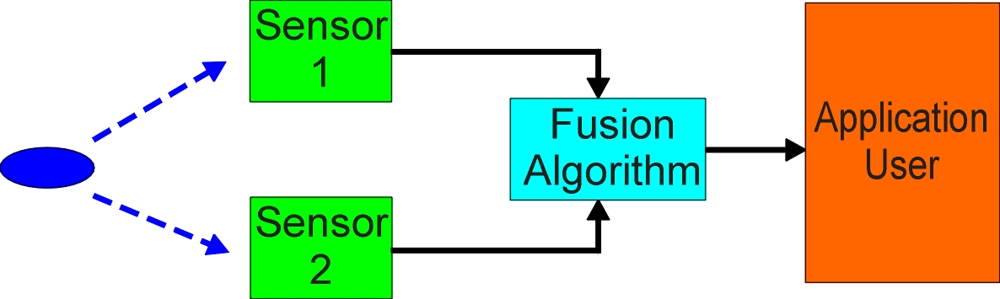 Sensor
1
Fusion
Algorithm
Application
User
Sensor
2